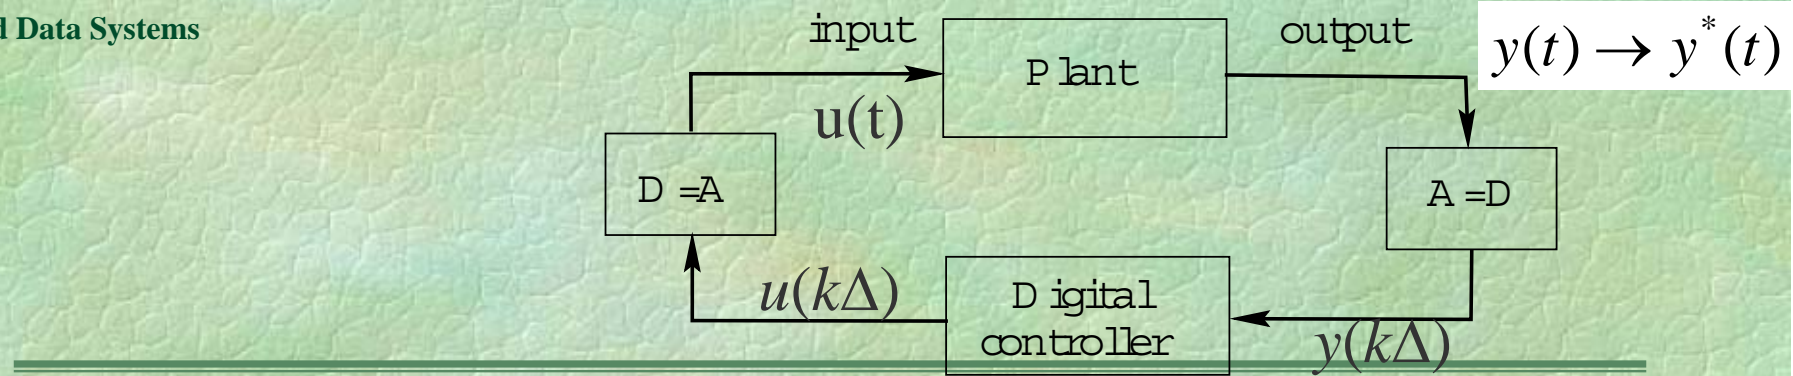 d Data Systems
input
Plant
output
y(t) → y*(t)
u(t)
D =A
A =D
u(kΔ)
Digital
controller
y(kΔ)